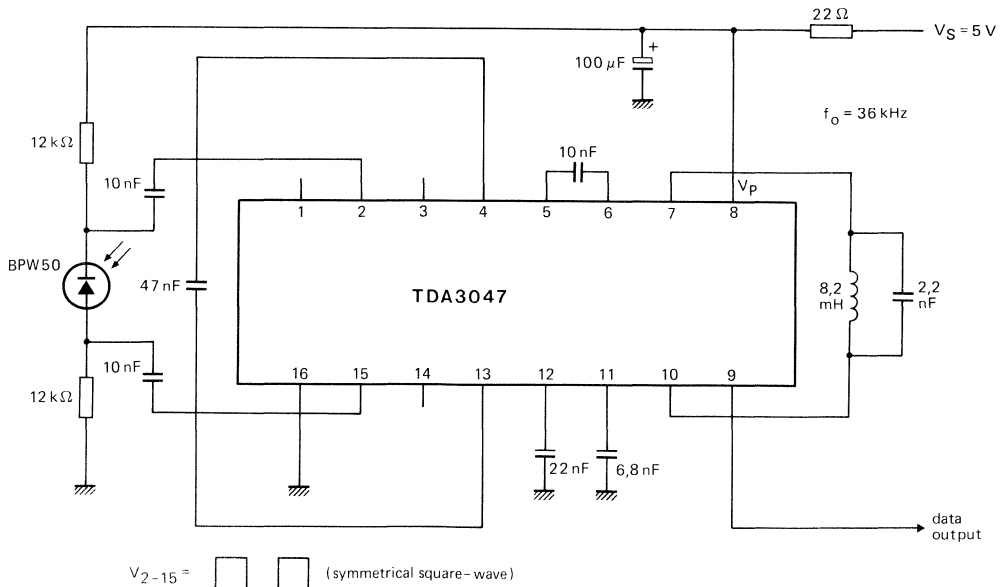 22 Ω
V_S = 5 V
+
100 μF
f_o = 36 kHz
12 kΩ
10 nF
10 nF
V_P
1 2 3 4 5 6 7 8
BPW50
47 nF
TDA3047
8,2 mH
2,2 nF
10 nF
12 kΩ
16 15 14 13 12 11 10 9
22 nF
6,8 nF
data
output
V_2-15 = (symmetrical square-wave)